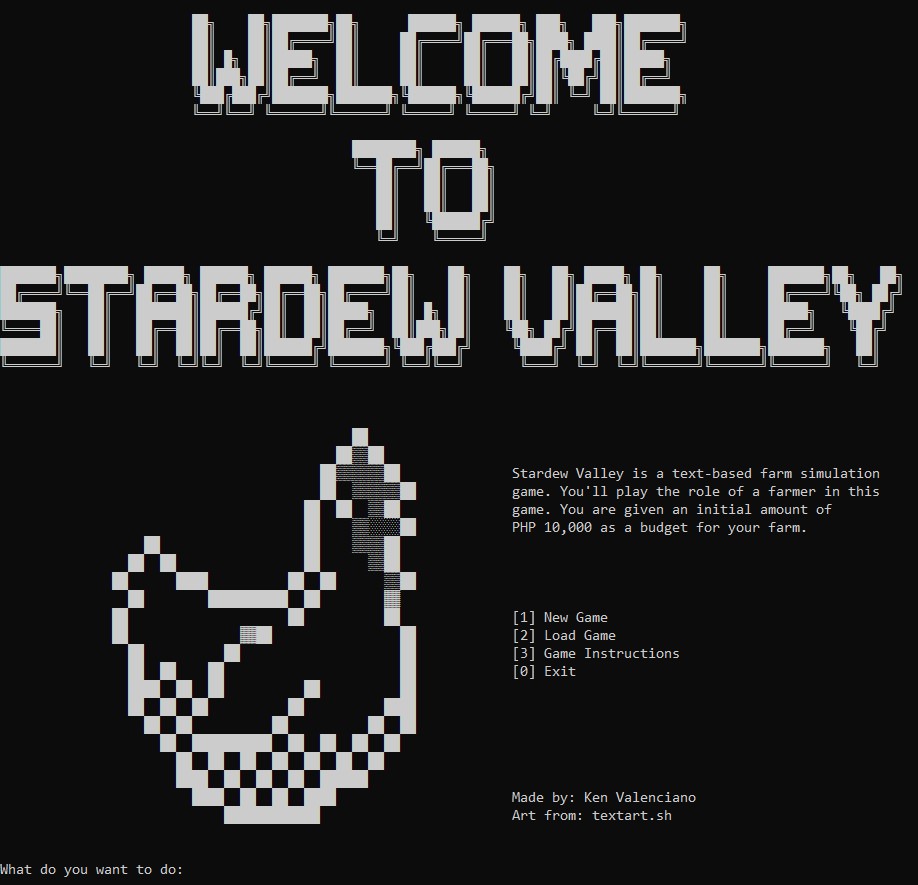 WELCOME
TO
STARDEW VALLEY
Stardew Valley is a text-based farm simulation
game. You'll play the role of a farmer in this
game. You are given an initial amount of
PHP 10,000 as a budget for your farm.
[1] New Game
[2] Load Game
[3] Game Instructions
[0] Exit
Made by: Ken Valenciano
Art from: textart.sh
What do you want to do: